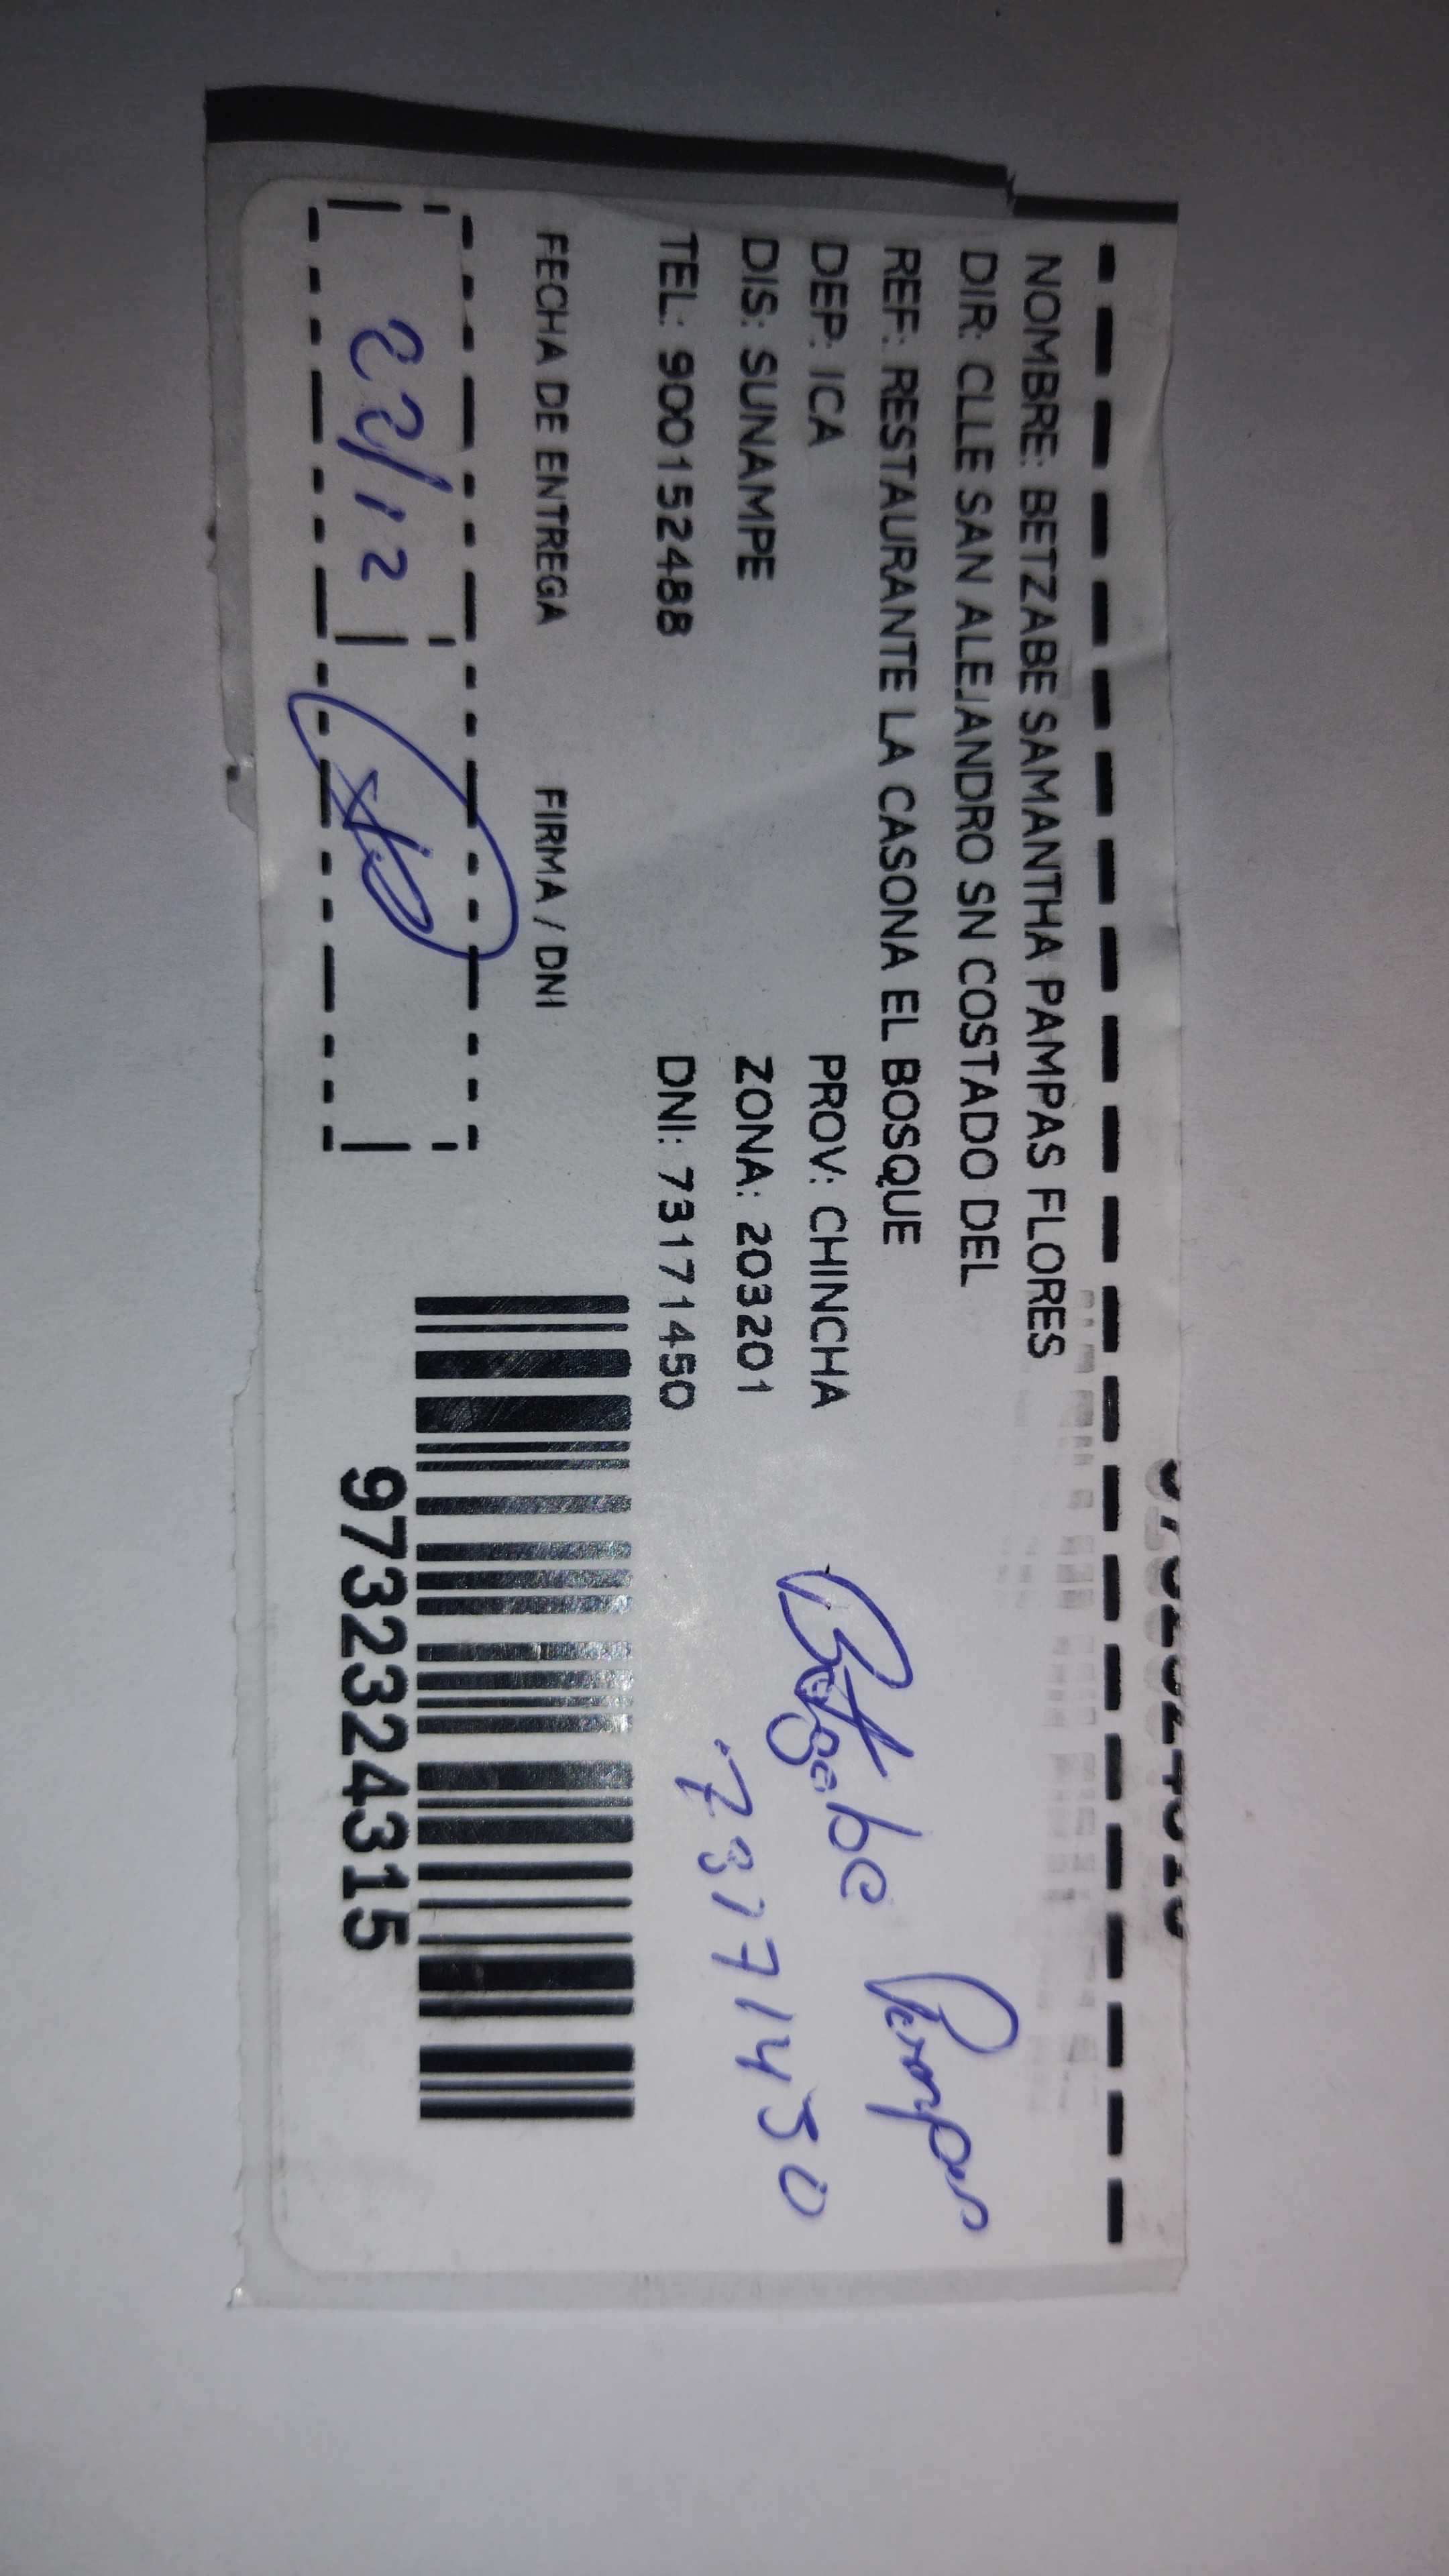 NOMBRE: BETZABE SAMANTHA PAMPAS FLORES
DIR: CLLE SAN ALEJANDRO SN COSTADO DEL
REF: RESTAURANTE LA CASONA EL BOSQUE
DEP: ICA PROV: CHINCHA
DIS: SUNAMPE ZONA: 203201
TEL: 900152488 DNI: 73171450
Betzabe Pampas
73171450
FECHA DE ENTREGA FIRMA / DNI
22/12
9732324315